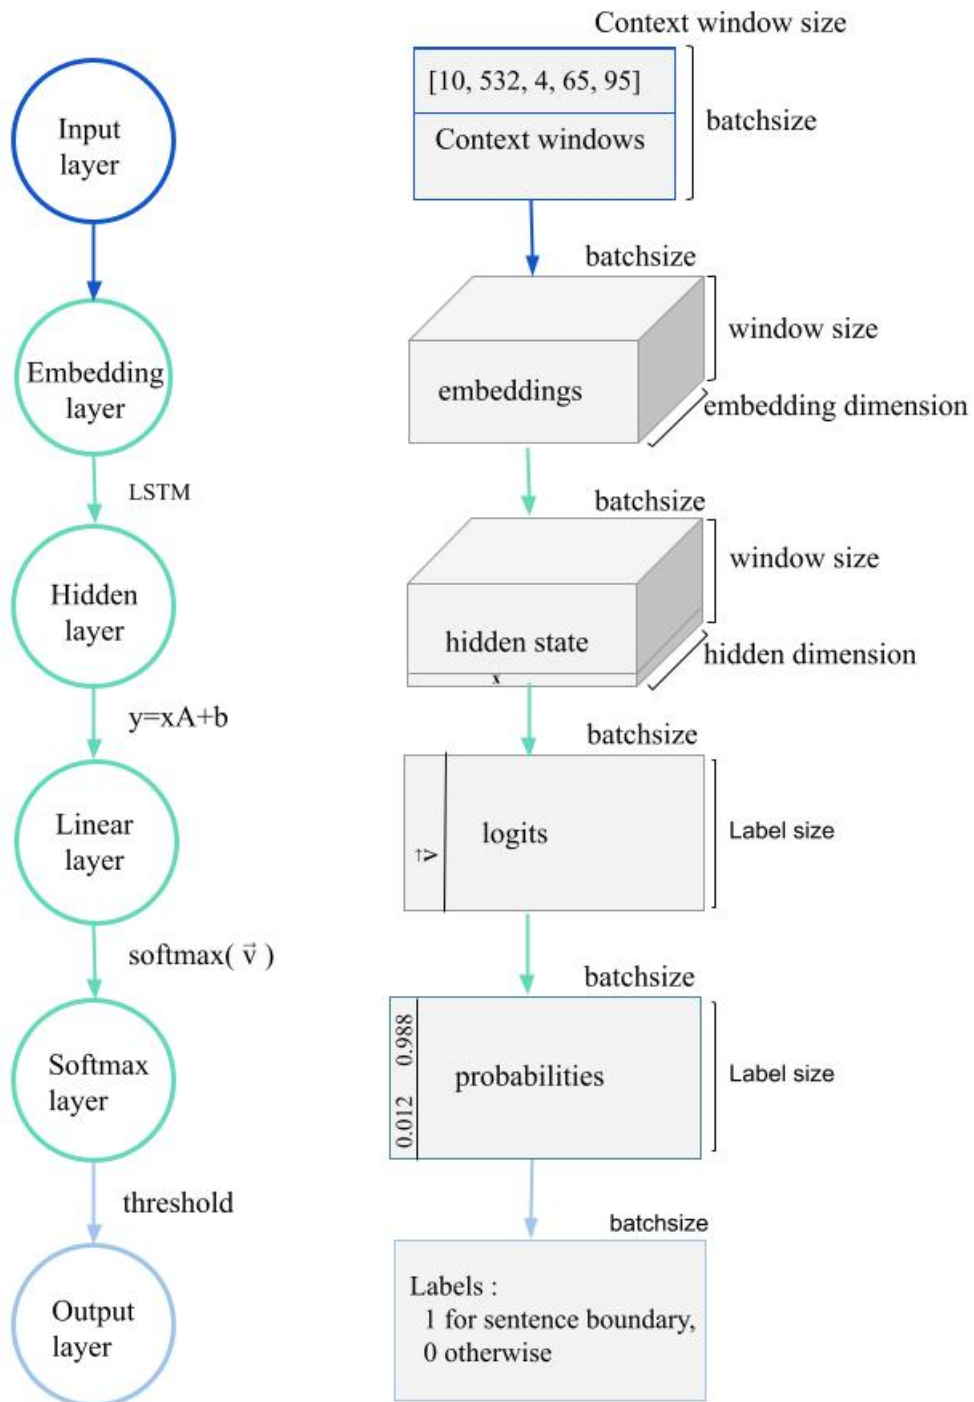 Context window size
[10, 532, 4, 65, 95]
Context windows
batchsize
Input
layer
batchsize
embeddings
window size
embedding dimension
Embedding
layer
LSTM
batchsize
hidden state
x
window size
hidden dimension
Hidden
layer
y=xA+b
batchsize
v⃗
logits
Label size
Linear
layer
softmax( v⃗ )
batchsize
0.012 0.988
probabilities
Label size
Softmax
layer
threshold
batchsize
Labels :
1 for sentence boundary,
0 otherwise
Output
layer